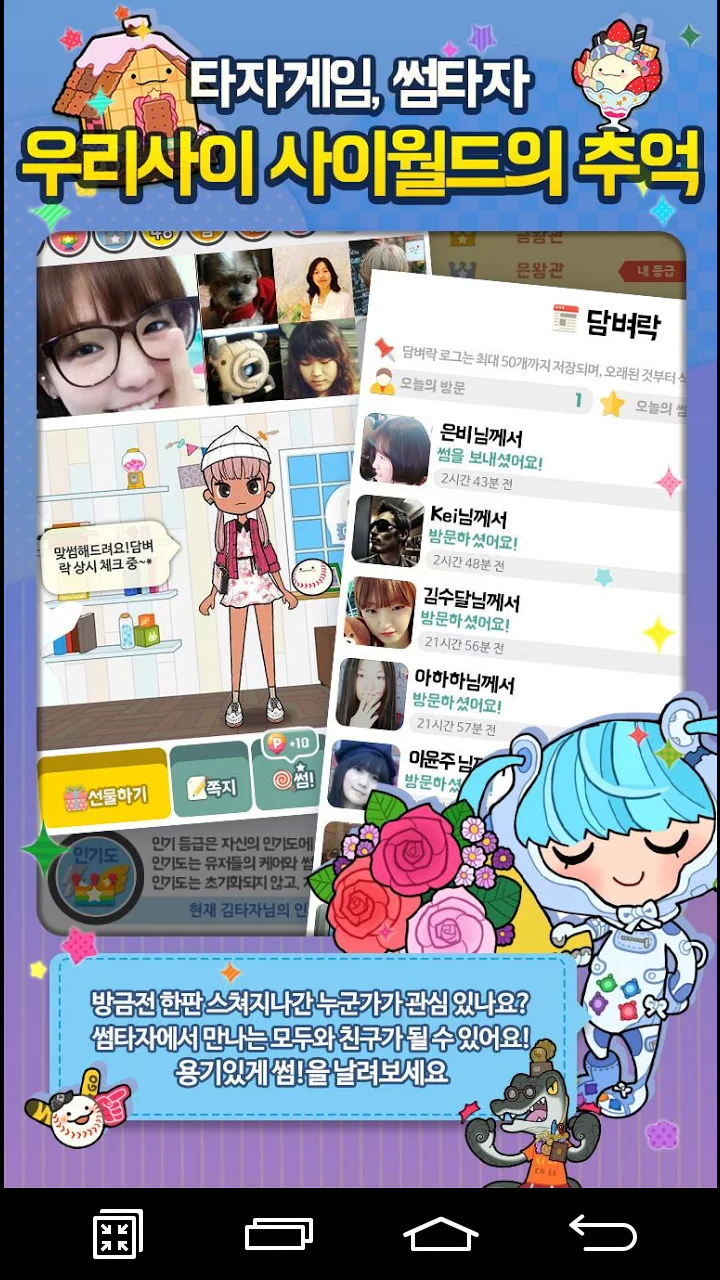 타자게임, 썸타자
우리사이 사이월드의 추억
은왕관
내 등급
담벼락
담벼락 로그는 최대 50개까지 저장되며, 오래된 것부터
오늘의 방문
1
오늘의 썸
은비님께서
썸을 보내셨어요!
2시간 43분 전
Kei님께서
방문하셨어요!
2시간 48분 전
김수달님께서
방문하셨어요!
21시간 56분 전
아하하님께서
방문하셨어요!
21시간 57분 전
이윤주님
방문하셨
맞썸해드려요!담벼
락 상시 체크 중~*
선물하기
쪽지
P +10
썸!
인기도
인기 등급은 자신의 인기도에
인기도는 유저들의 케어와 썸
인기도는 초기화되지 않고,
현재 김타자님의 인
방금전 한판 스쳐지나간 누군가가 관심 있나요?
썸타자에서 만나는 모두와 친구가 될 수 있어요!
용기있게 썸!을 날려보세요
GO